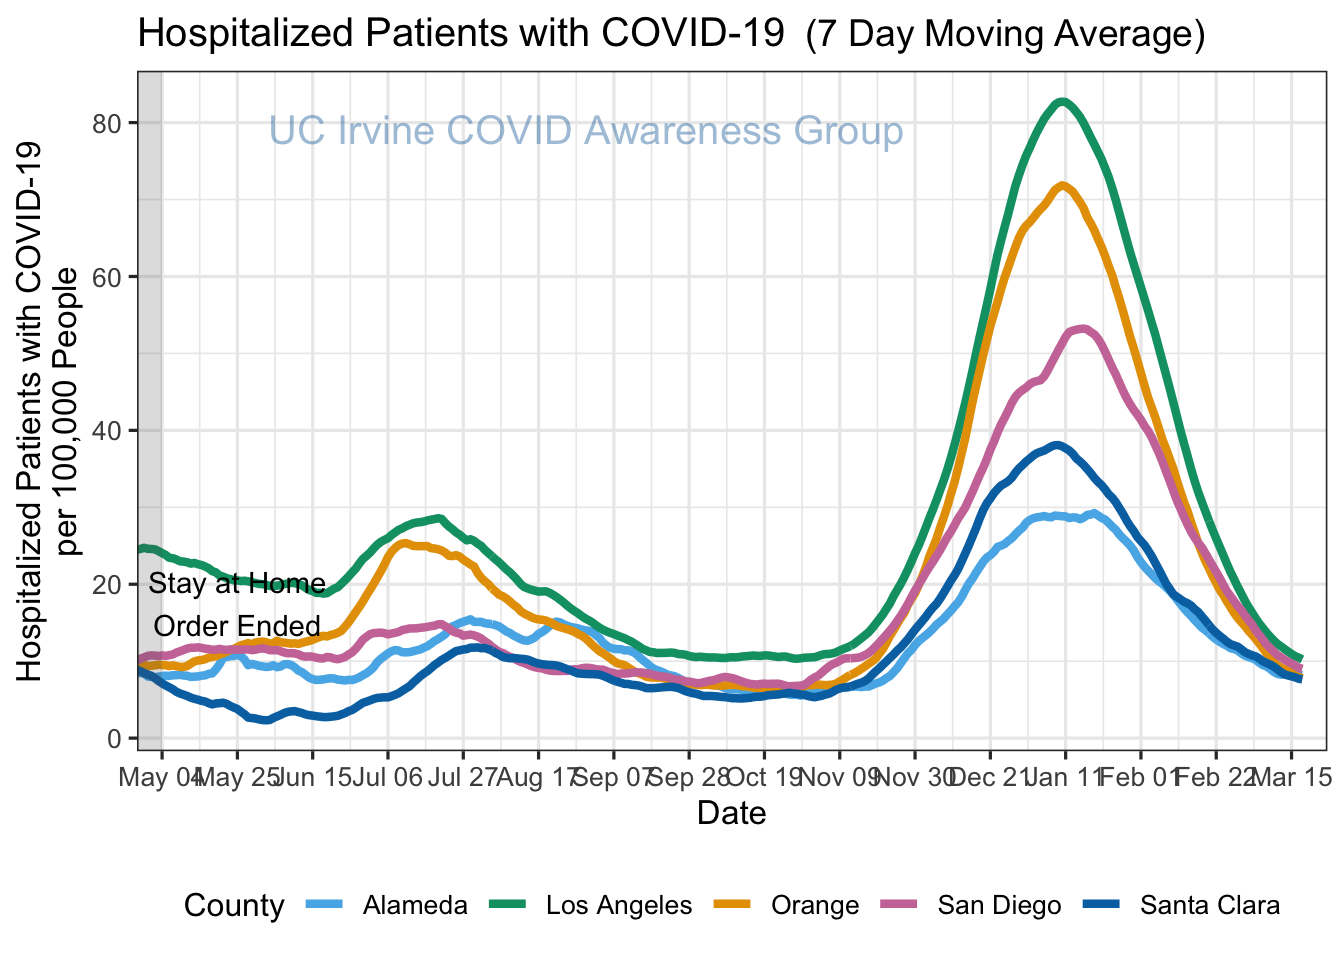 Hospitalized Patients with COVID-19 (7 Day Moving Average)
UC Irvine COVID Awareness Group
Hospitalized Patients with COVID-19
per 100,000 People
80
60
40
20
0
Stay at Home
Order Ended
May 04 May 25 Jun 15 Jul 06 Jul 27 Aug 17 Sep 07 Sep 28 Oct 19 Nov 09 Nov 30 Dec 21 Jan 11 Feb 01 Feb 22 Mar 15
Date
County Alameda Los Angeles Orange San Diego Santa Clara